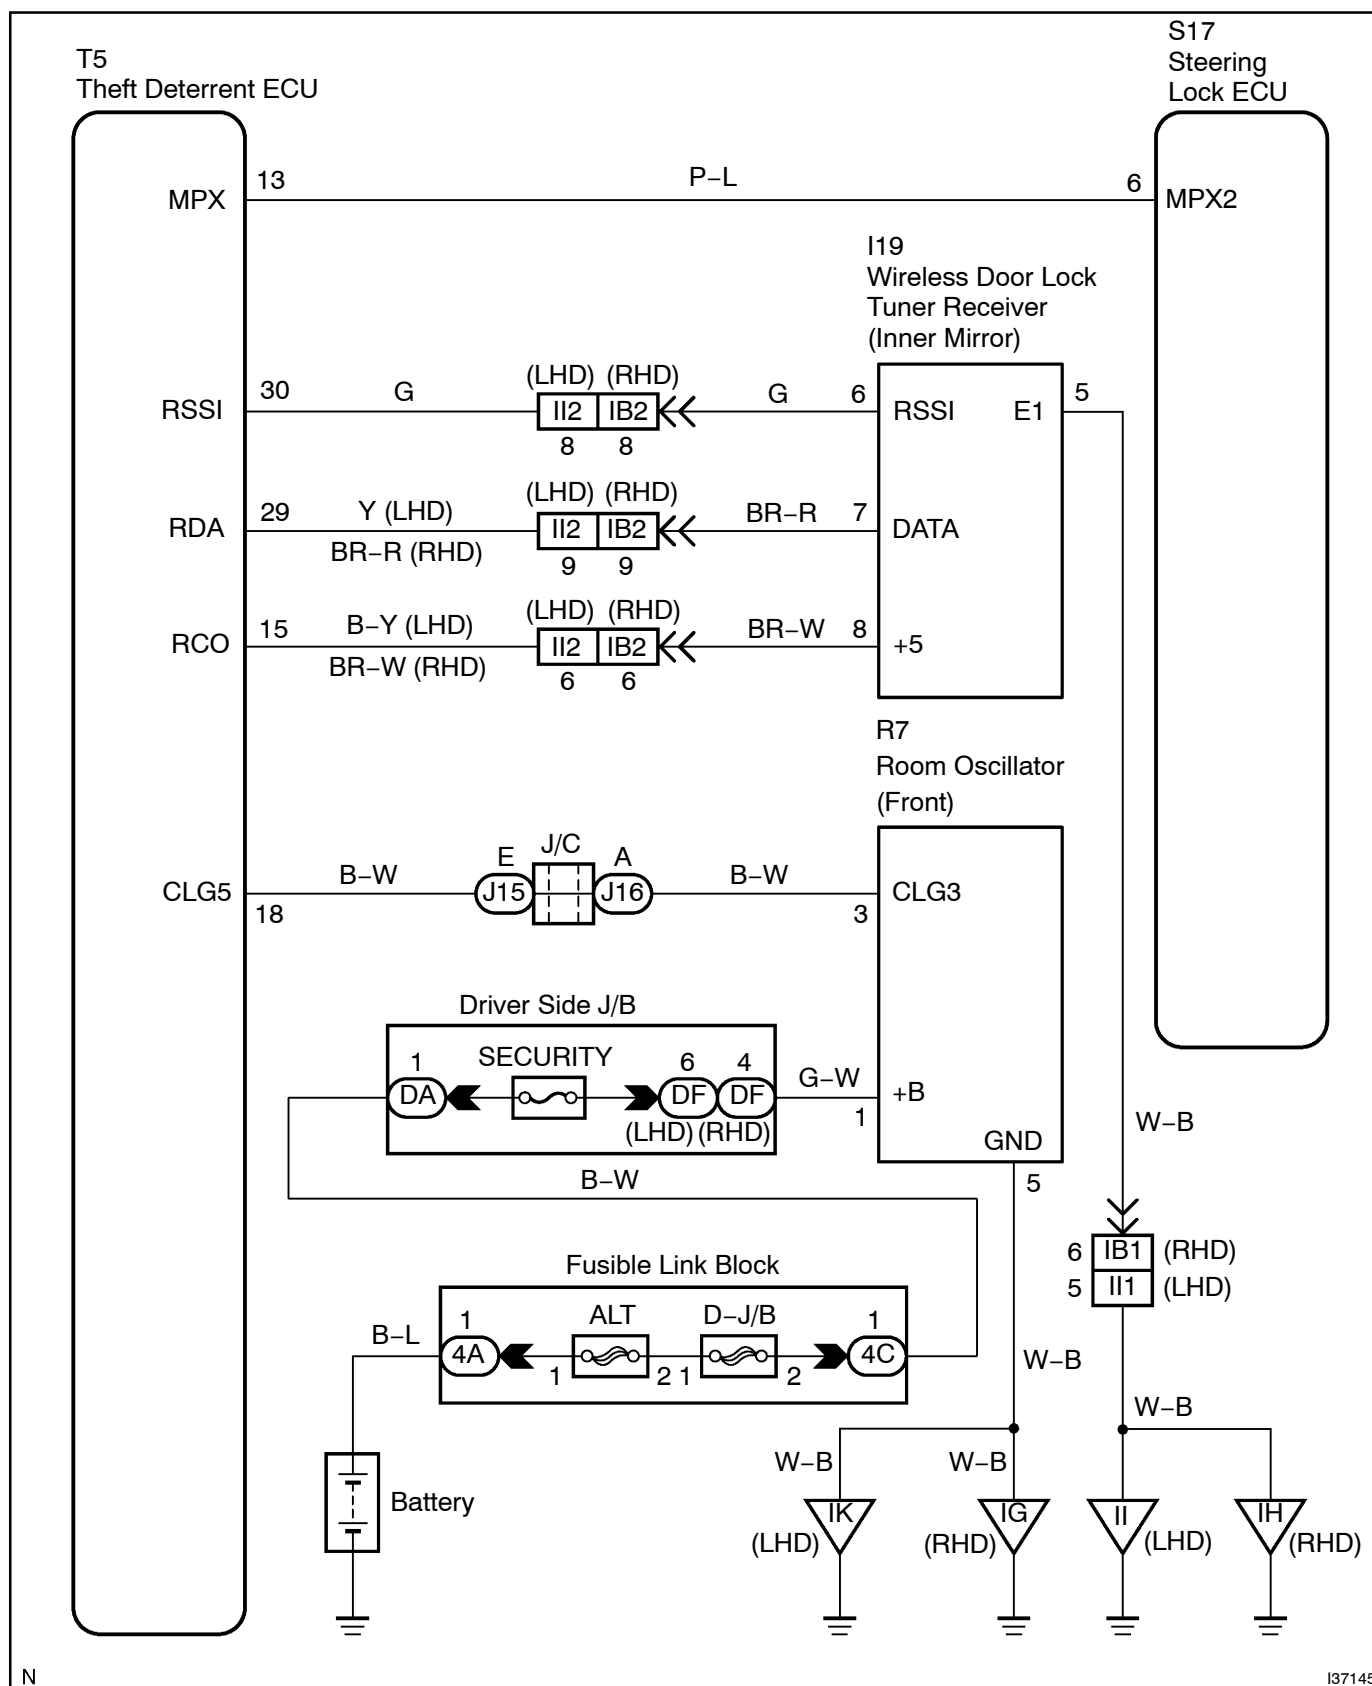 T5
Theft Deterrent ECU
S17
Steering
Lock ECU
MPX
13
P–L
6
MPX2
I19
Wireless Door Lock
Tuner Receiver
(Inner Mirror)
RSSI
30
G
(LHD) (RHD)
II2 IB2
8 8
G
6
RSSI
E1
5
RDA
29
Y (LHD)
BR–R (RHD)
(LHD) (RHD)
II2 IB2
9 9
BR–R
7
DATA
RCO
15
B–Y (LHD)
BR–W (RHD)
(LHD) (RHD)
II2 IB2
6 6
BR–W
8
+5
R7
Room Oscillator
(Front)
CLG5
18
B–W
E
J15
J/C
A
J16
B–W
3
CLG3
Driver Side J/B
1
DA
SECURITY
6 4
DF DF
(LHD) (RHD)
G–W
1
+B
GND
5
W–B
B–W
6 IB1 (RHD)
5 II1 (LHD)
Fusible Link Block
B–L
1
4A
ALT
1 2
D–J/B
1 2
1
4C
W–B
W–B
Battery
W–B
W–B
IK
(LHD)
IG
(RHD)
II
(LHD)
IH
(RHD)
N
I37145